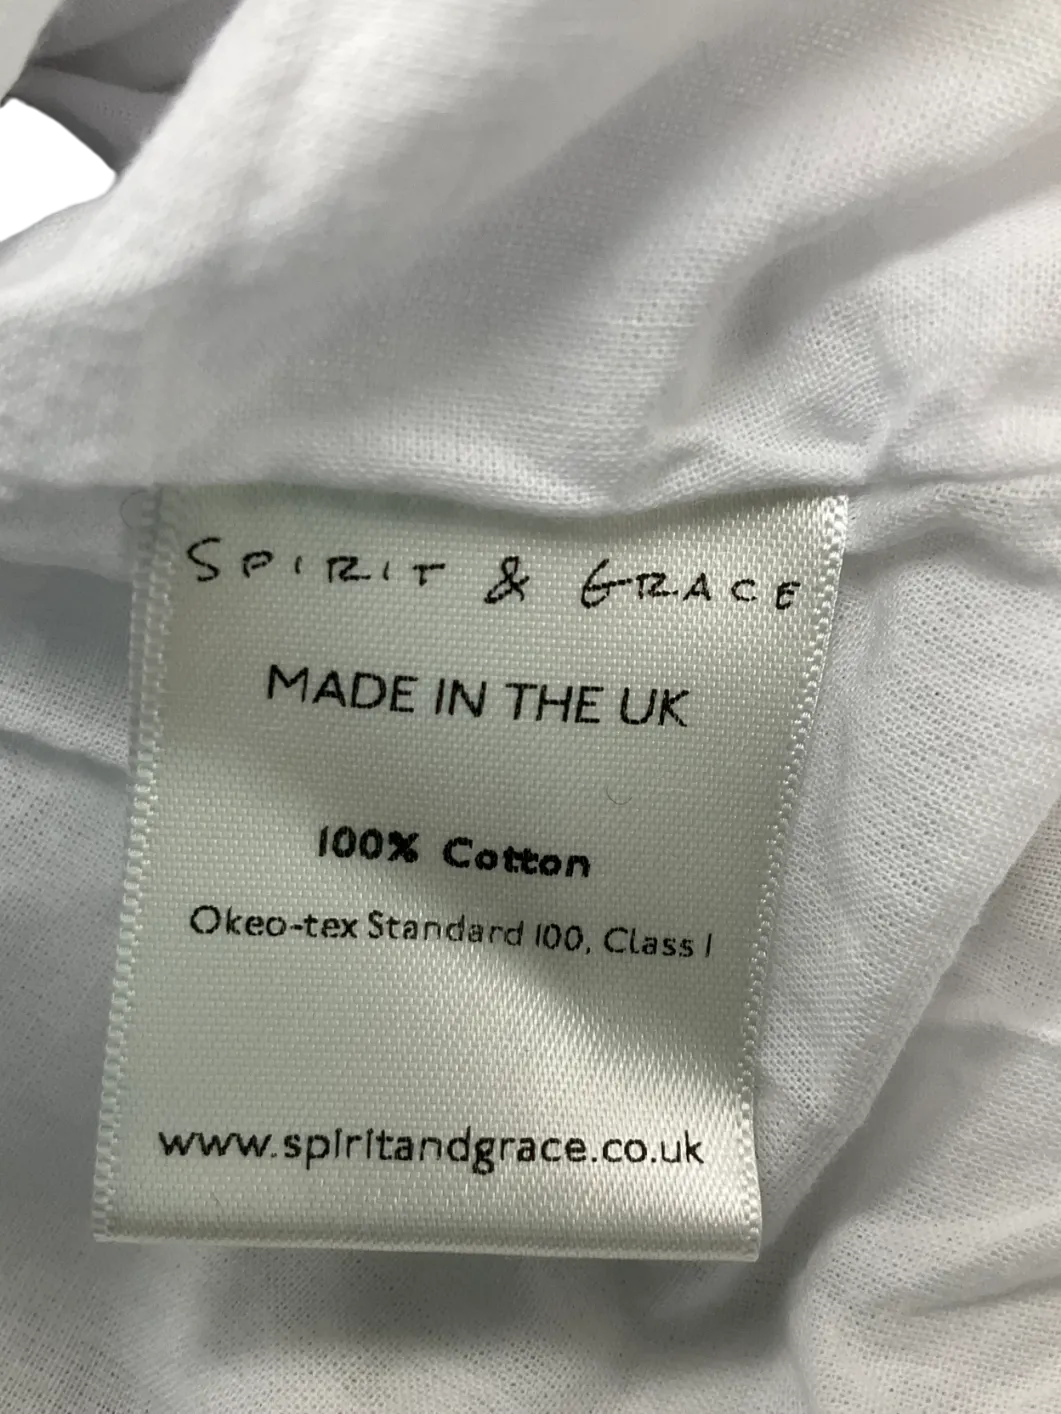 SPIRIT & GRACE
MADE IN THE UK
100% Cotton
Okeo-tex Standard 100, Class I
www.spiritandgrace.co.uk